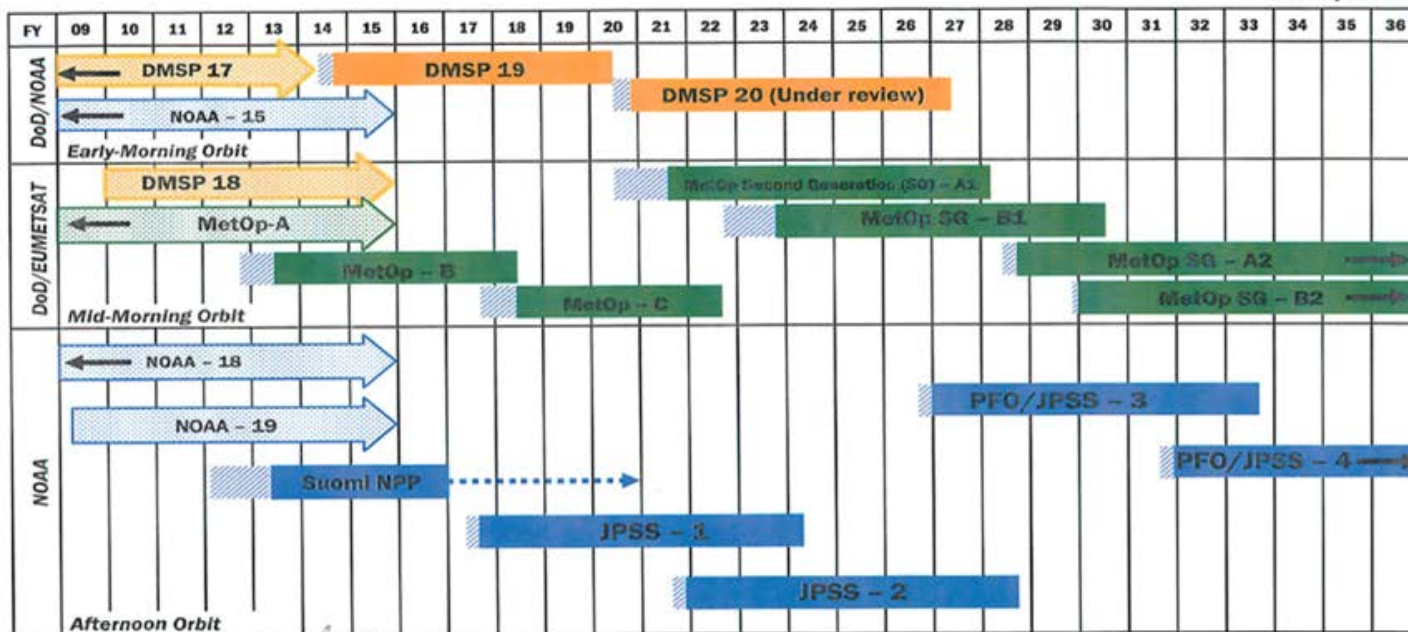 FY 09 10 11 12 13 14 15 16 17 18 19 20 21 22 23 24 25 26 27 28 29 30 31 32 33 34 35 36
DoD/NOAA
DMSP 17
DMSP 19
DMSP 20 (Under review)
NOAA – 15
Early-Morning Orbit
DoD/EUMETSAT
DMSP 18
MetOp Second Generation (SG) – A1
MetOp-A
MetOp SG – B1
MetOp – B
MetOp SG – A2
MetOp – C
MetOp SG – B2
Mid-Morning Orbit
NOAA
NOAA – 18
PFO/JPSS – 3
NOAA – 19
PFO/JPSS – 4
Suomi NPP
JPSS – 1
JPSS – 2
Afternoon Orbit